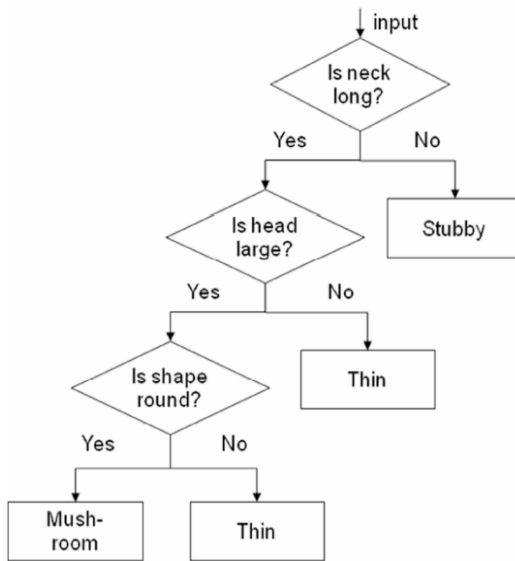 input
Is neck
long?
Yes
No
Is head
large?
Stubby
Yes
No
Is shape
round?
Thin
Yes
No
Mush-
room
Thin